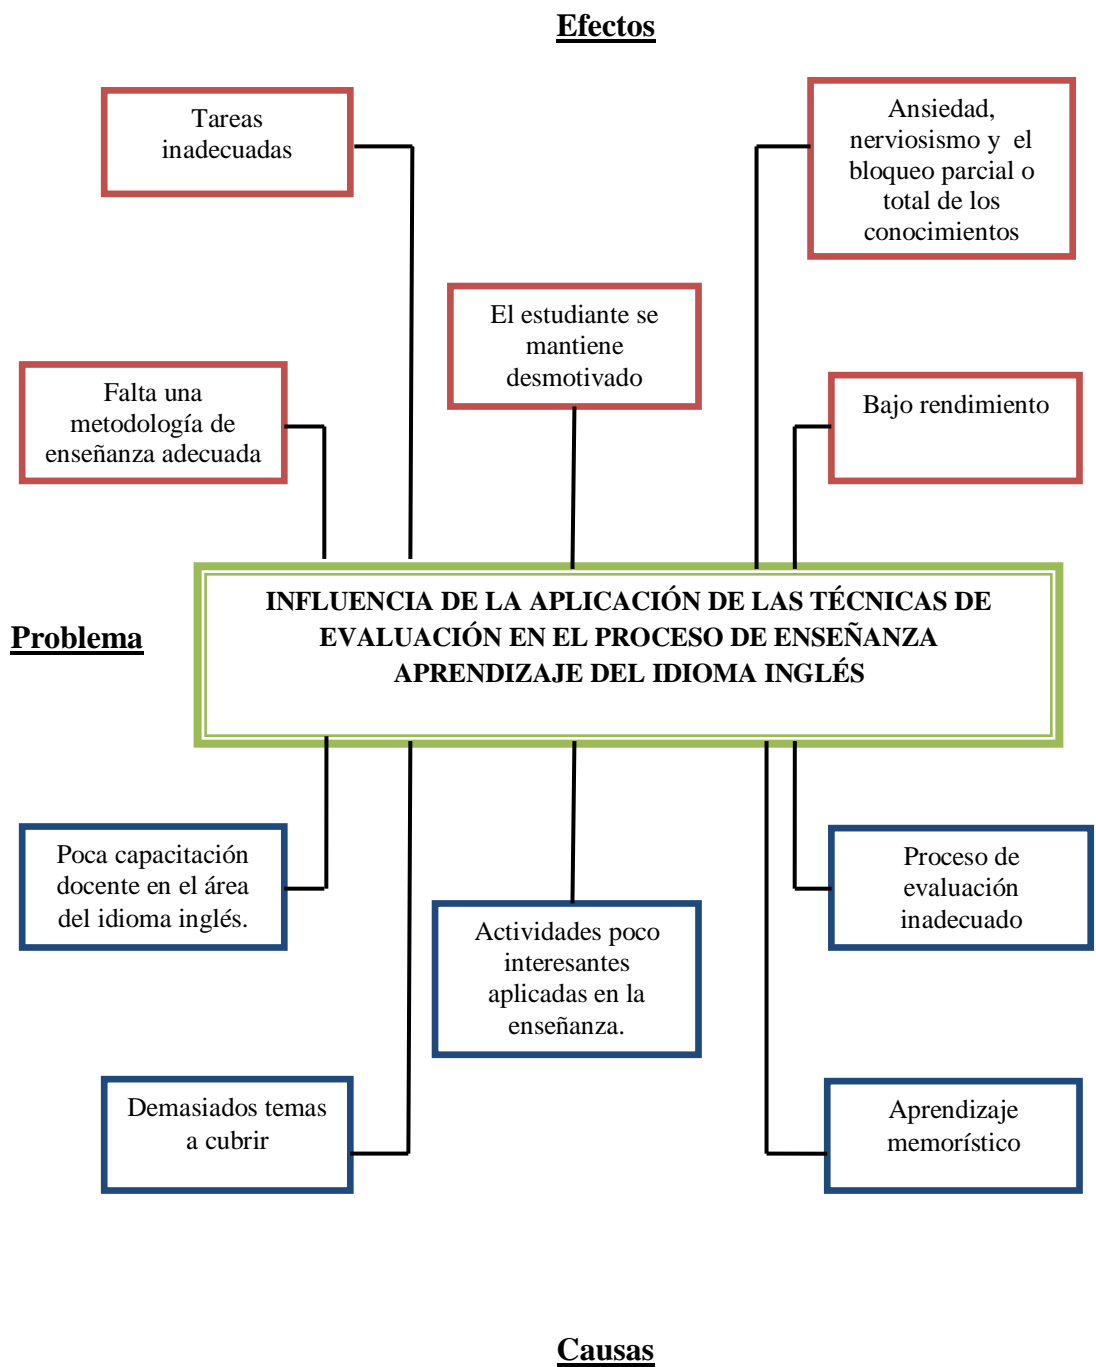 Efectos
Tareas
inadecuadas
Ansiedad,
nerviosismo y el
bloqueo parcial o
total de los
conocimientos
El estudiante se
mantiene
desmotivado
Falta una
metodología de
enseñanza adecuada
Bajo rendimiento
Problema
INFLUENCIA DE LA APLICACIÓN DE LAS TÉCNICAS DE
EVALUACIÓN EN EL PROCESO DE ENSEÑANZA
APRENDIZAJE DEL IDIOMA INGLÉS
Poca capacitación
docente en el área
del idioma inglés.
Actividades poco
interesantes
aplicadas en la
enseñanza.
Proceso de
evaluación
inadecuado
Demasiados temas
a cubrir
Aprendizaje
memorístico
Causas